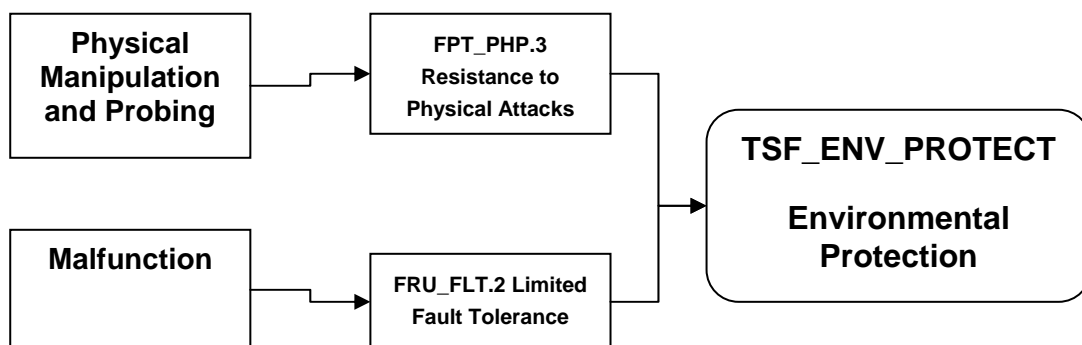 Physical
Manipulation
and Probing
FPT_PHP.3
Resistance to
Physical Attacks
TSF_ENV_PROTECT
Environmental
Protection
Malfunction
FRU_FLT.2 Limited
Fault Tolerance